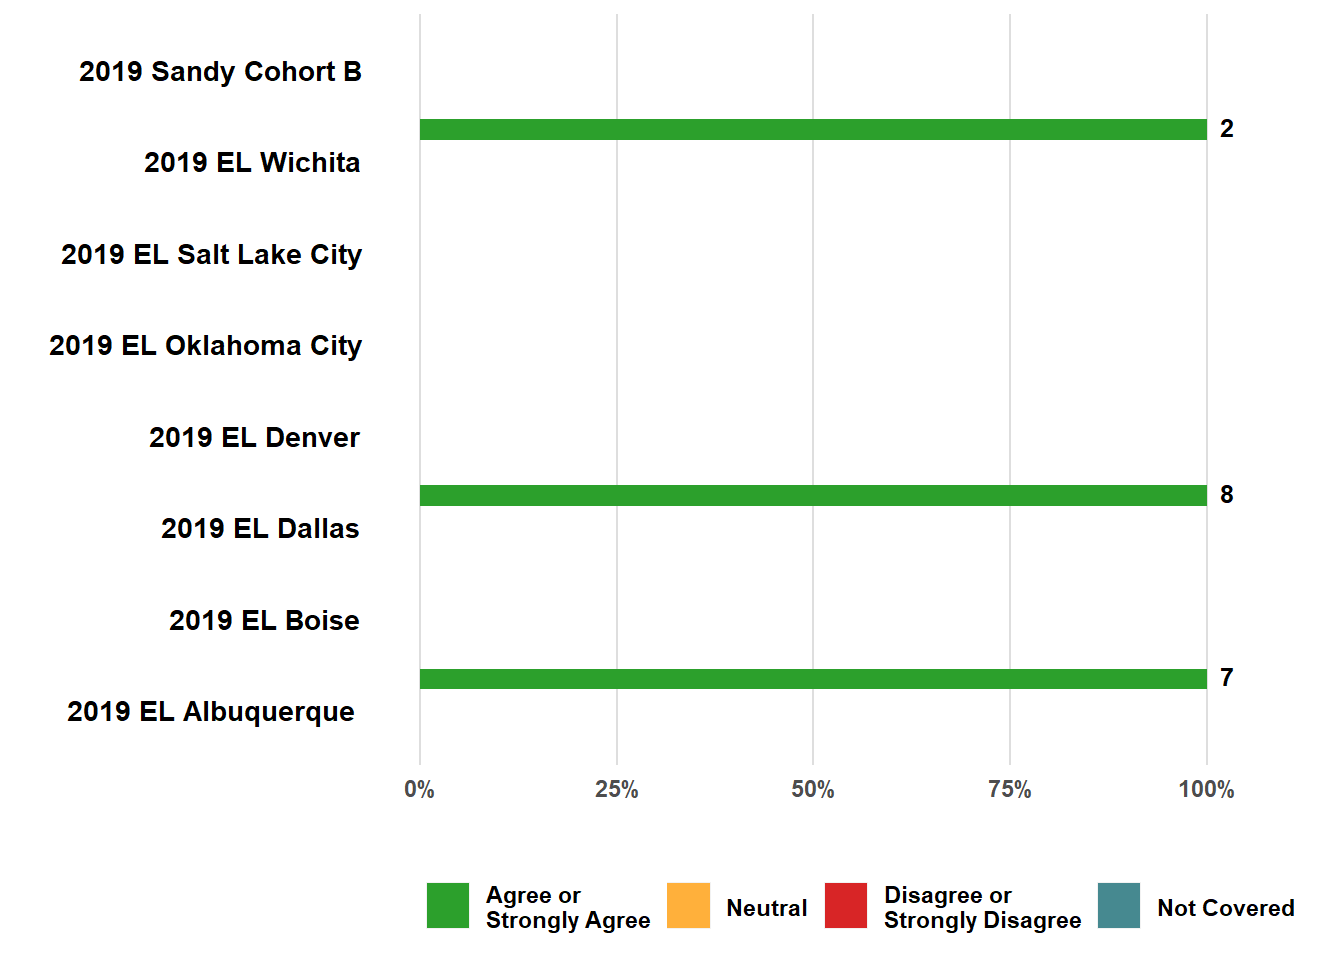 2019 Sandy Cohort B
2
2019 EL Wichita
2019 EL Salt Lake City
2019 EL Oklahoma City
2019 EL Denver
8
2019 EL Dallas
2019 EL Boise
7
2019 EL Albuquerque
0% 25% 50% 75% 100%
Agree or
Strongly Agree
Neutral
Disagree or
Strongly Disagree
Not Covered